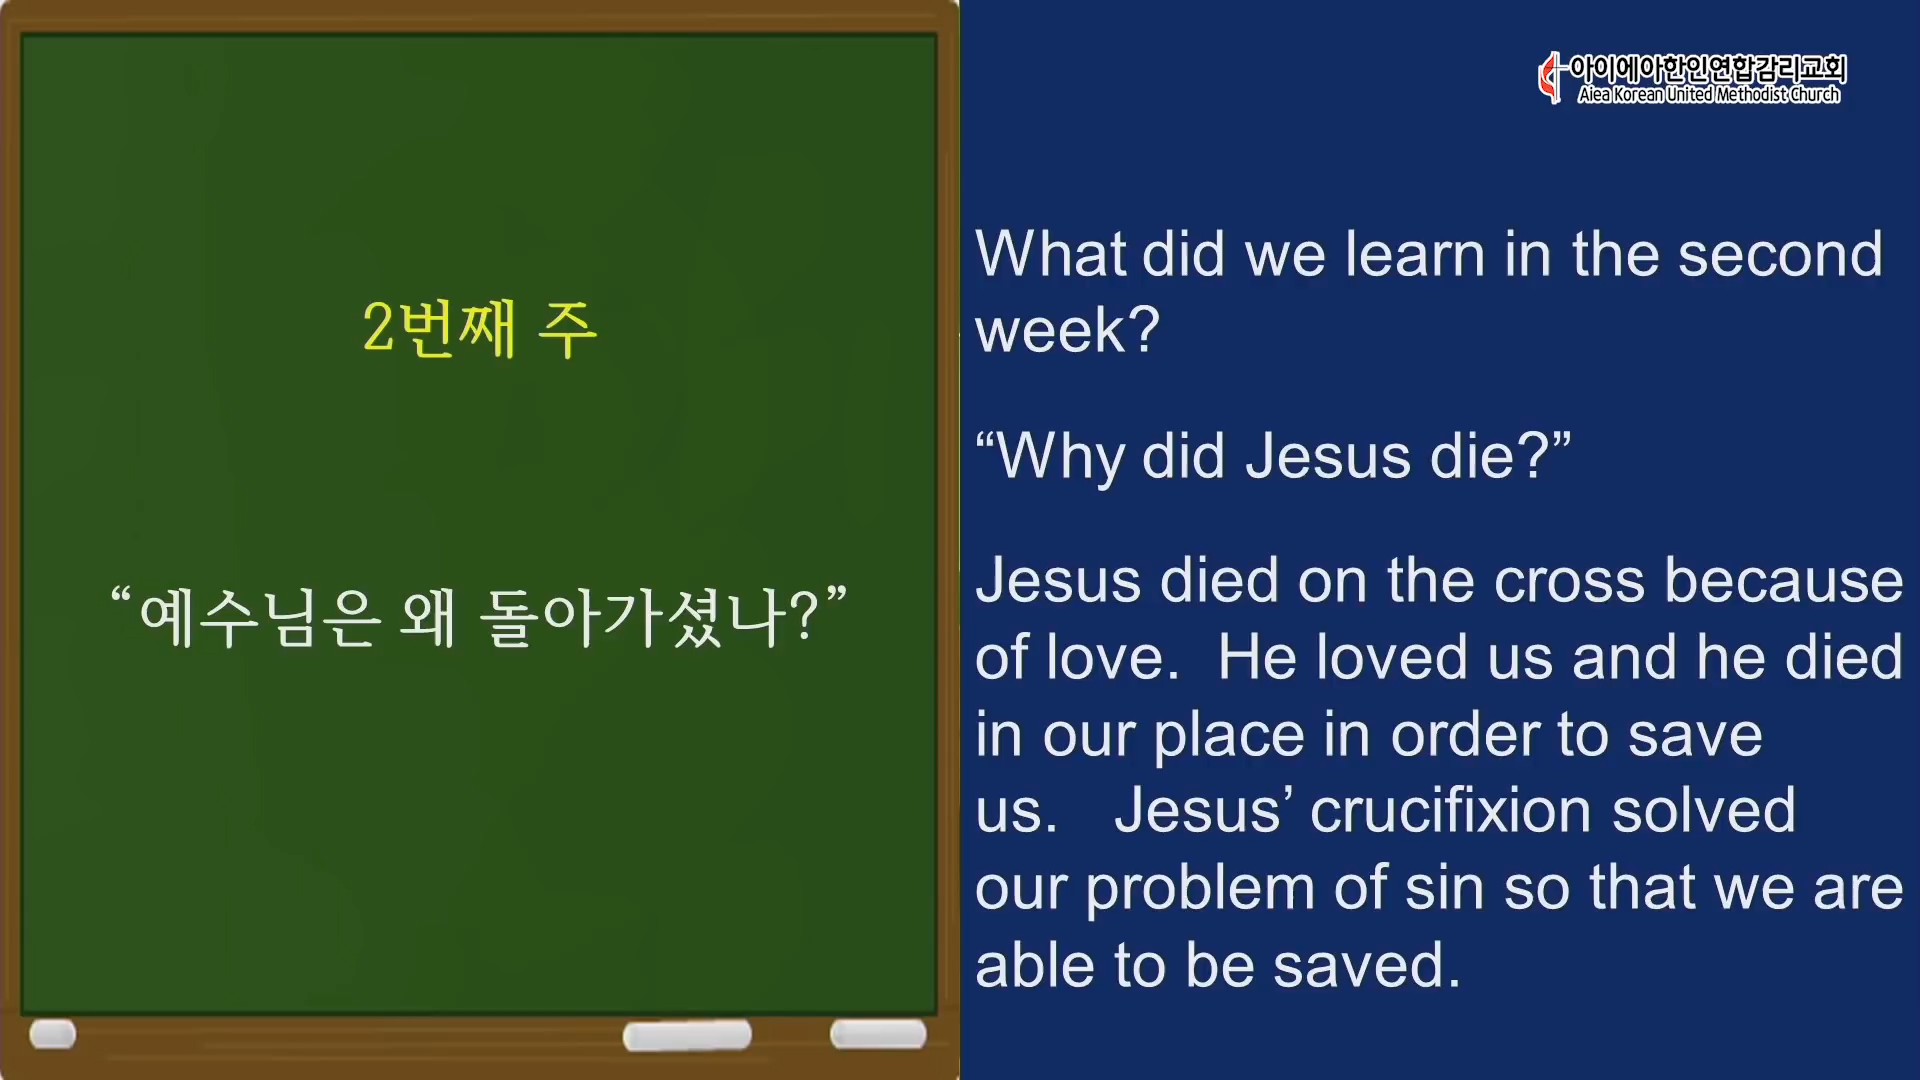 2번째 주
“예수님은 왜 돌아가셨나?”
아이에아한인연합감리교회
Aiea Korean United Methodist Church
What did we learn in the second
week?
“Why did Jesus die?”
Jesus died on the cross because
of love.  He loved us and he died
in our place in order to save
us.   Jesus’ crucifixion solved
our problem of sin so that we are
able to be saved.